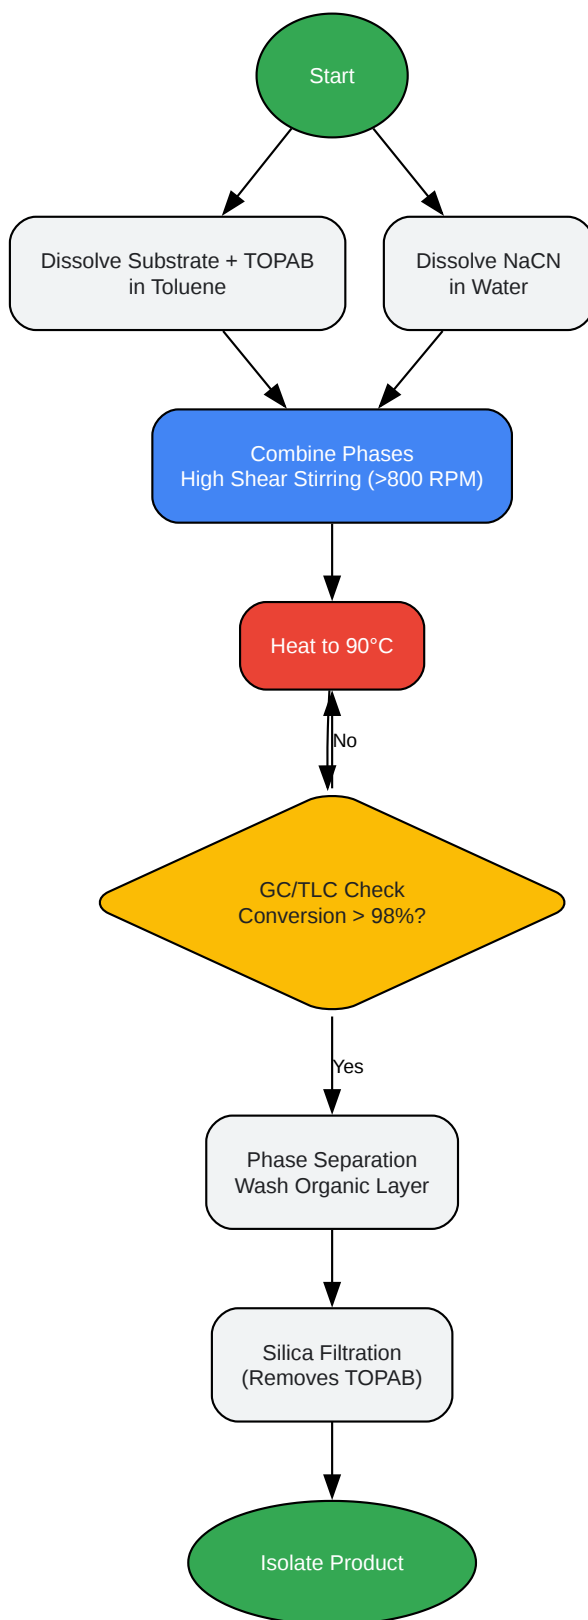 Start
Dissolve Substrate + TOPAB
in Toluene
Dissolve NaCN
in Water
Combine Phases
High Shear Stirring (>800 RPM)
Heat to 90°C
No
GC/TLC Check
Conversion > 98%?
Yes
Phase Separation
Wash Organic Layer
Silica Filtration
(Removes TOPAB)
Isolate Product